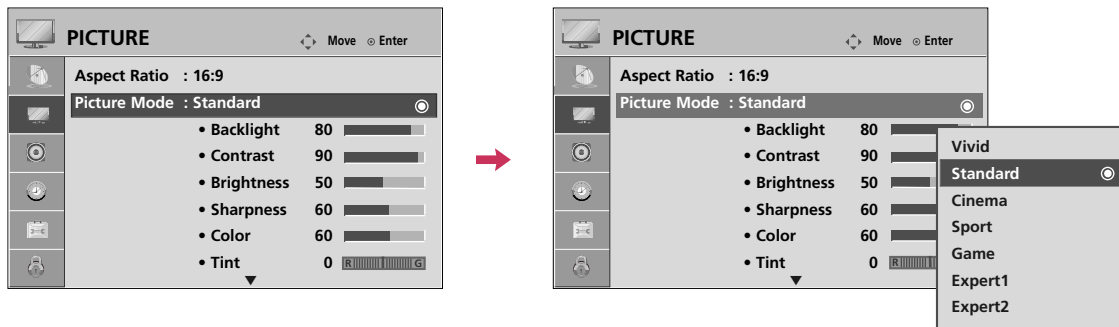 PICTURE
Move Enter
Aspect Ratio : 16:9
Picture Mode : Standard
• Backlight 80
• Contrast 90
• Brightness 50
• Sharpness 60
• Color 60
• Tint 0 R G
PICTURE
Move Enter
Aspect Ratio : 16:9
Picture Mode : Standard
• Backlight 80
• Contrast 90
• Brightness 50
• Sharpness 60
• Color 60
• Tint 0 R
Vivid
Standard
Cinema
Sport
Game
Expert1
Expert2